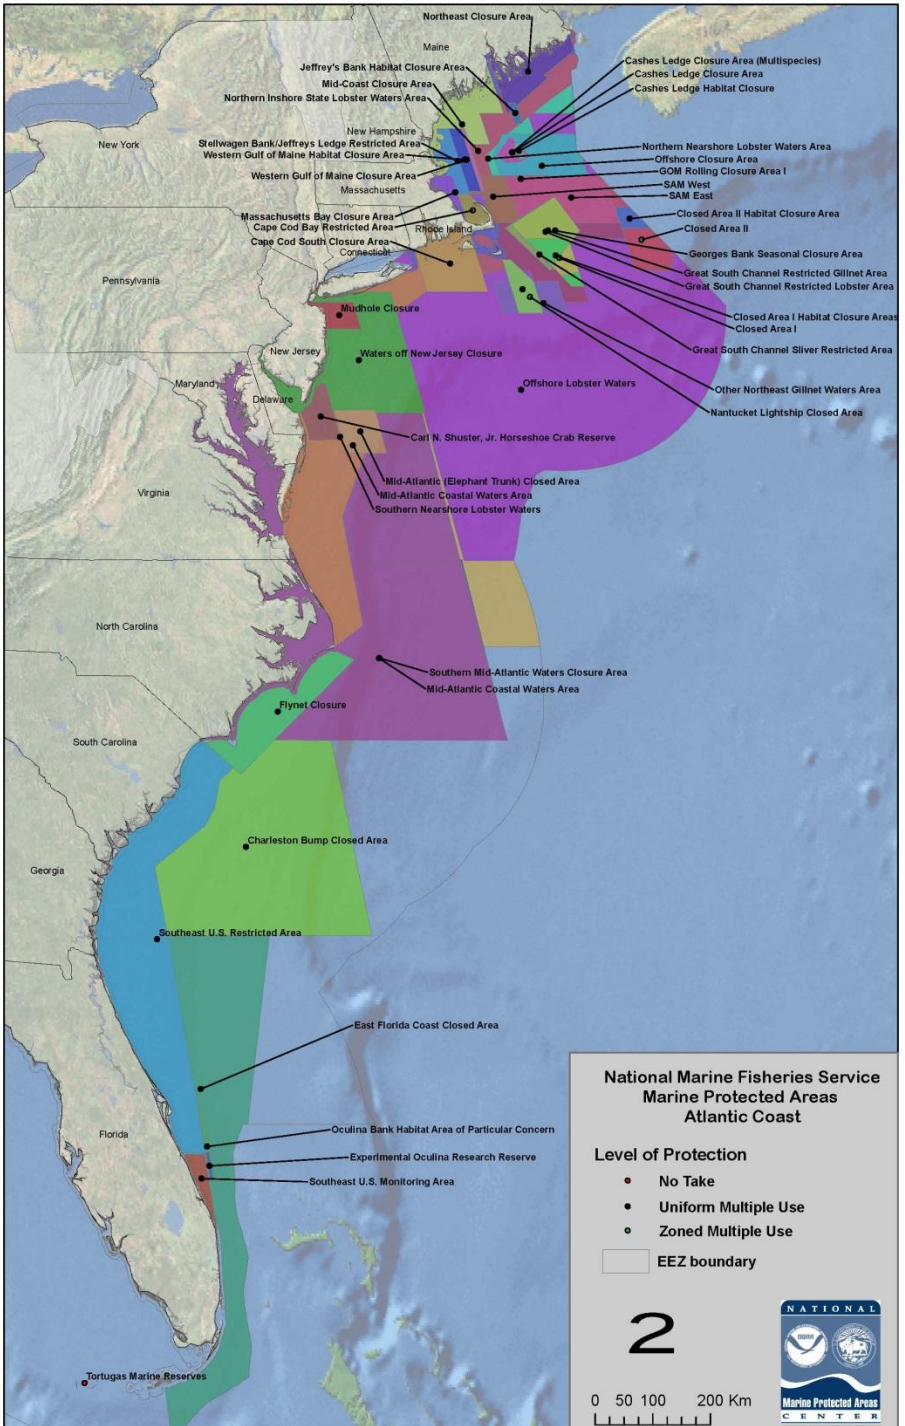 Northeast Closure Area
Maine
Jeffrey's Bank Habitat Closure Area
Cashes Ledge Closure Area (Multispecies)
Cashes Ledge Closure Area
Cashes Ledge Habitat Closure
Mid-Coast Closure Area
Northern Inshore State Lobster Waters Area
New Hampshire
New York
Stellwagen Bank/Jeffreys Ledge Restricted Area
Western Gulf of Maine Habitat Closure Area
Western Gulf of Maine Closure Area
Massachusetts
Northern Nearshore Lobster Waters Area
Offshore Closure Area
GOM Rolling Closure Area I
SAM West
SAM East
Massachusetts Bay Closure Area
Cape Cod Bay Restricted Area
Rhode Island
Cape Cod South Closure Area
Connecticut
Closed Area II Habitat Closure Area
Closed Area II
Georges Bank Seasonal Closure Area
Great South Channel Restricted Gillnet Area
Great South Channel Restricted Lobster Area
Pennsylvania
Closed Area I Habitat Closure Areas
Closed Area I
Great South Channel Sliver Restricted Area
Mudhole Closure
New Jersey
Waters off New Jersey Closure
Maryland
Delaware
Offshore Lobster Waters
Other Northeast Gillnet Waters Area
Nantucket Lightship Closed Area
Carl N. Shuster, Jr. Horseshoe Crab Reserve
Mid-Atlantic (Elephant Trunk) Closed Area
Mid-Atlantic Coastal Waters Area
Southern Nearshore Lobster Waters
Virginia
North Carolina
Southern Mid-Atlantic Waters Closure Area
Mid-Atlantic Coastal Waters Area
Flynet Closure
South Carolina
Charleston Bump Closed Area
Georgia
Southeast U.S. Restricted Area
East Florida Coast Closed Area
Florida
Oculina Bank Habitat Area of Particular Concern
Experimental Oculina Research Reserve
Southeast U.S. Monitoring Area
Tortugas Marine Reserves
National Marine Fisheries Service
Marine Protected Areas
Atlantic Coast
Level of Protection
No Take
Uniform Multiple Use
Zoned Multiple Use
EEZ boundary
2
0 50 100 200 Km
NATIONAL
NOAA
Marine Protected Areas
CENTER